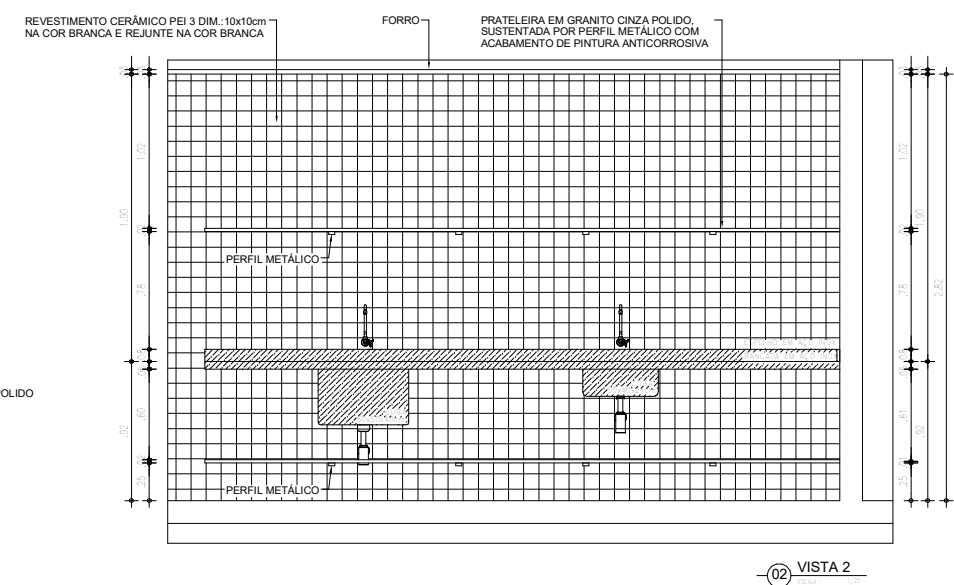 REVESTIMENTO CERÂMICO PEI 3 DIM.:10x10cm
NA COR BRANCA E REJUNTE NA COR BRANCA
FORRO
PRATELEIRA EM GRANITO CINZA POLIDO,
SUSTENTADA POR PERFIL METÁLICO COM
ACABAMENTO DE PINTURA ANTICORROSIVA
1,02
1,90
1,02
1,90
PERFIL METÁLICO
,78
,78
2,82
POLIDO
,60
,92
,61
,92
PERFIL METÁLICO
,25
,25
02
VISTA 2